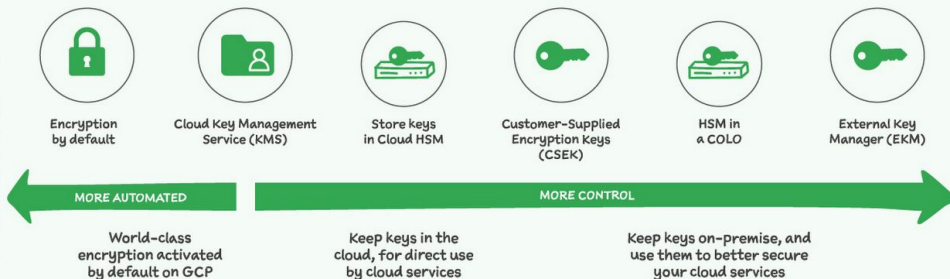 Encryption
by default
Cloud Key Management
Service (KMS)
Store keys
in Cloud HSM
Customer-Supplied
Encryption Keys
(CSEK)
HSM in
a COLO
External Key
Manager (EKM)
MORE AUTOMATED
MORE CONTROL
World-class
encryption activated
by default on GCP
Keep keys in the
cloud, for direct use
by cloud services
Keep keys on-premise, and
use them to better secure
your cloud services